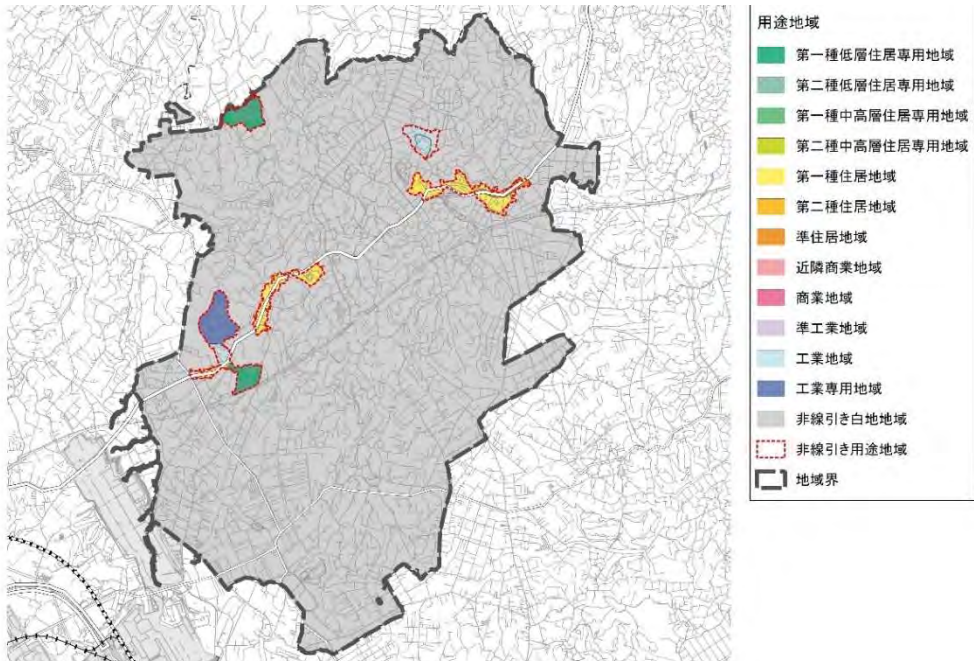 用途地域
第一種低層住居専用地域
第二種低層住居専用地域
第一種中高層住居専用地域
第二種中高層住居専用地域
第一種住居地域
第二種住居地域
準住居地域
近隣商業地域
商業地域
準工業地域
工業地域
工業専用地域
非線引き白地地域
非線引き用途地域
地域界